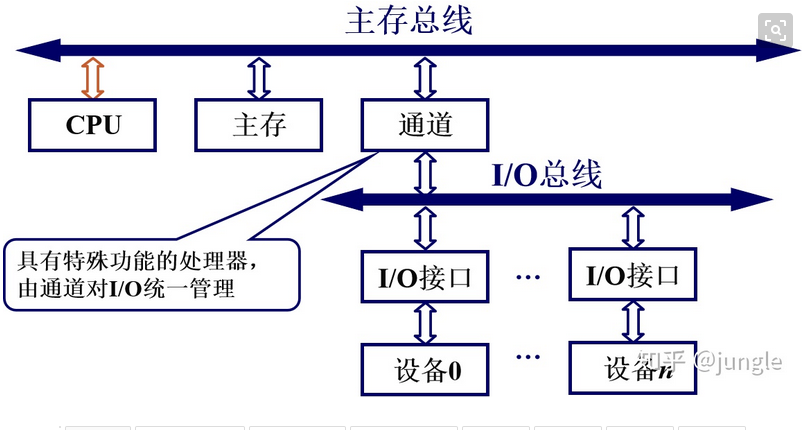 主存总线
CPU
主存
通道
I/O总线
具有特殊功能的处理器，
由通道对I/O统一管理
I/O接口
…
I/O接口
设备0
…
设备n
知乎 @jungle